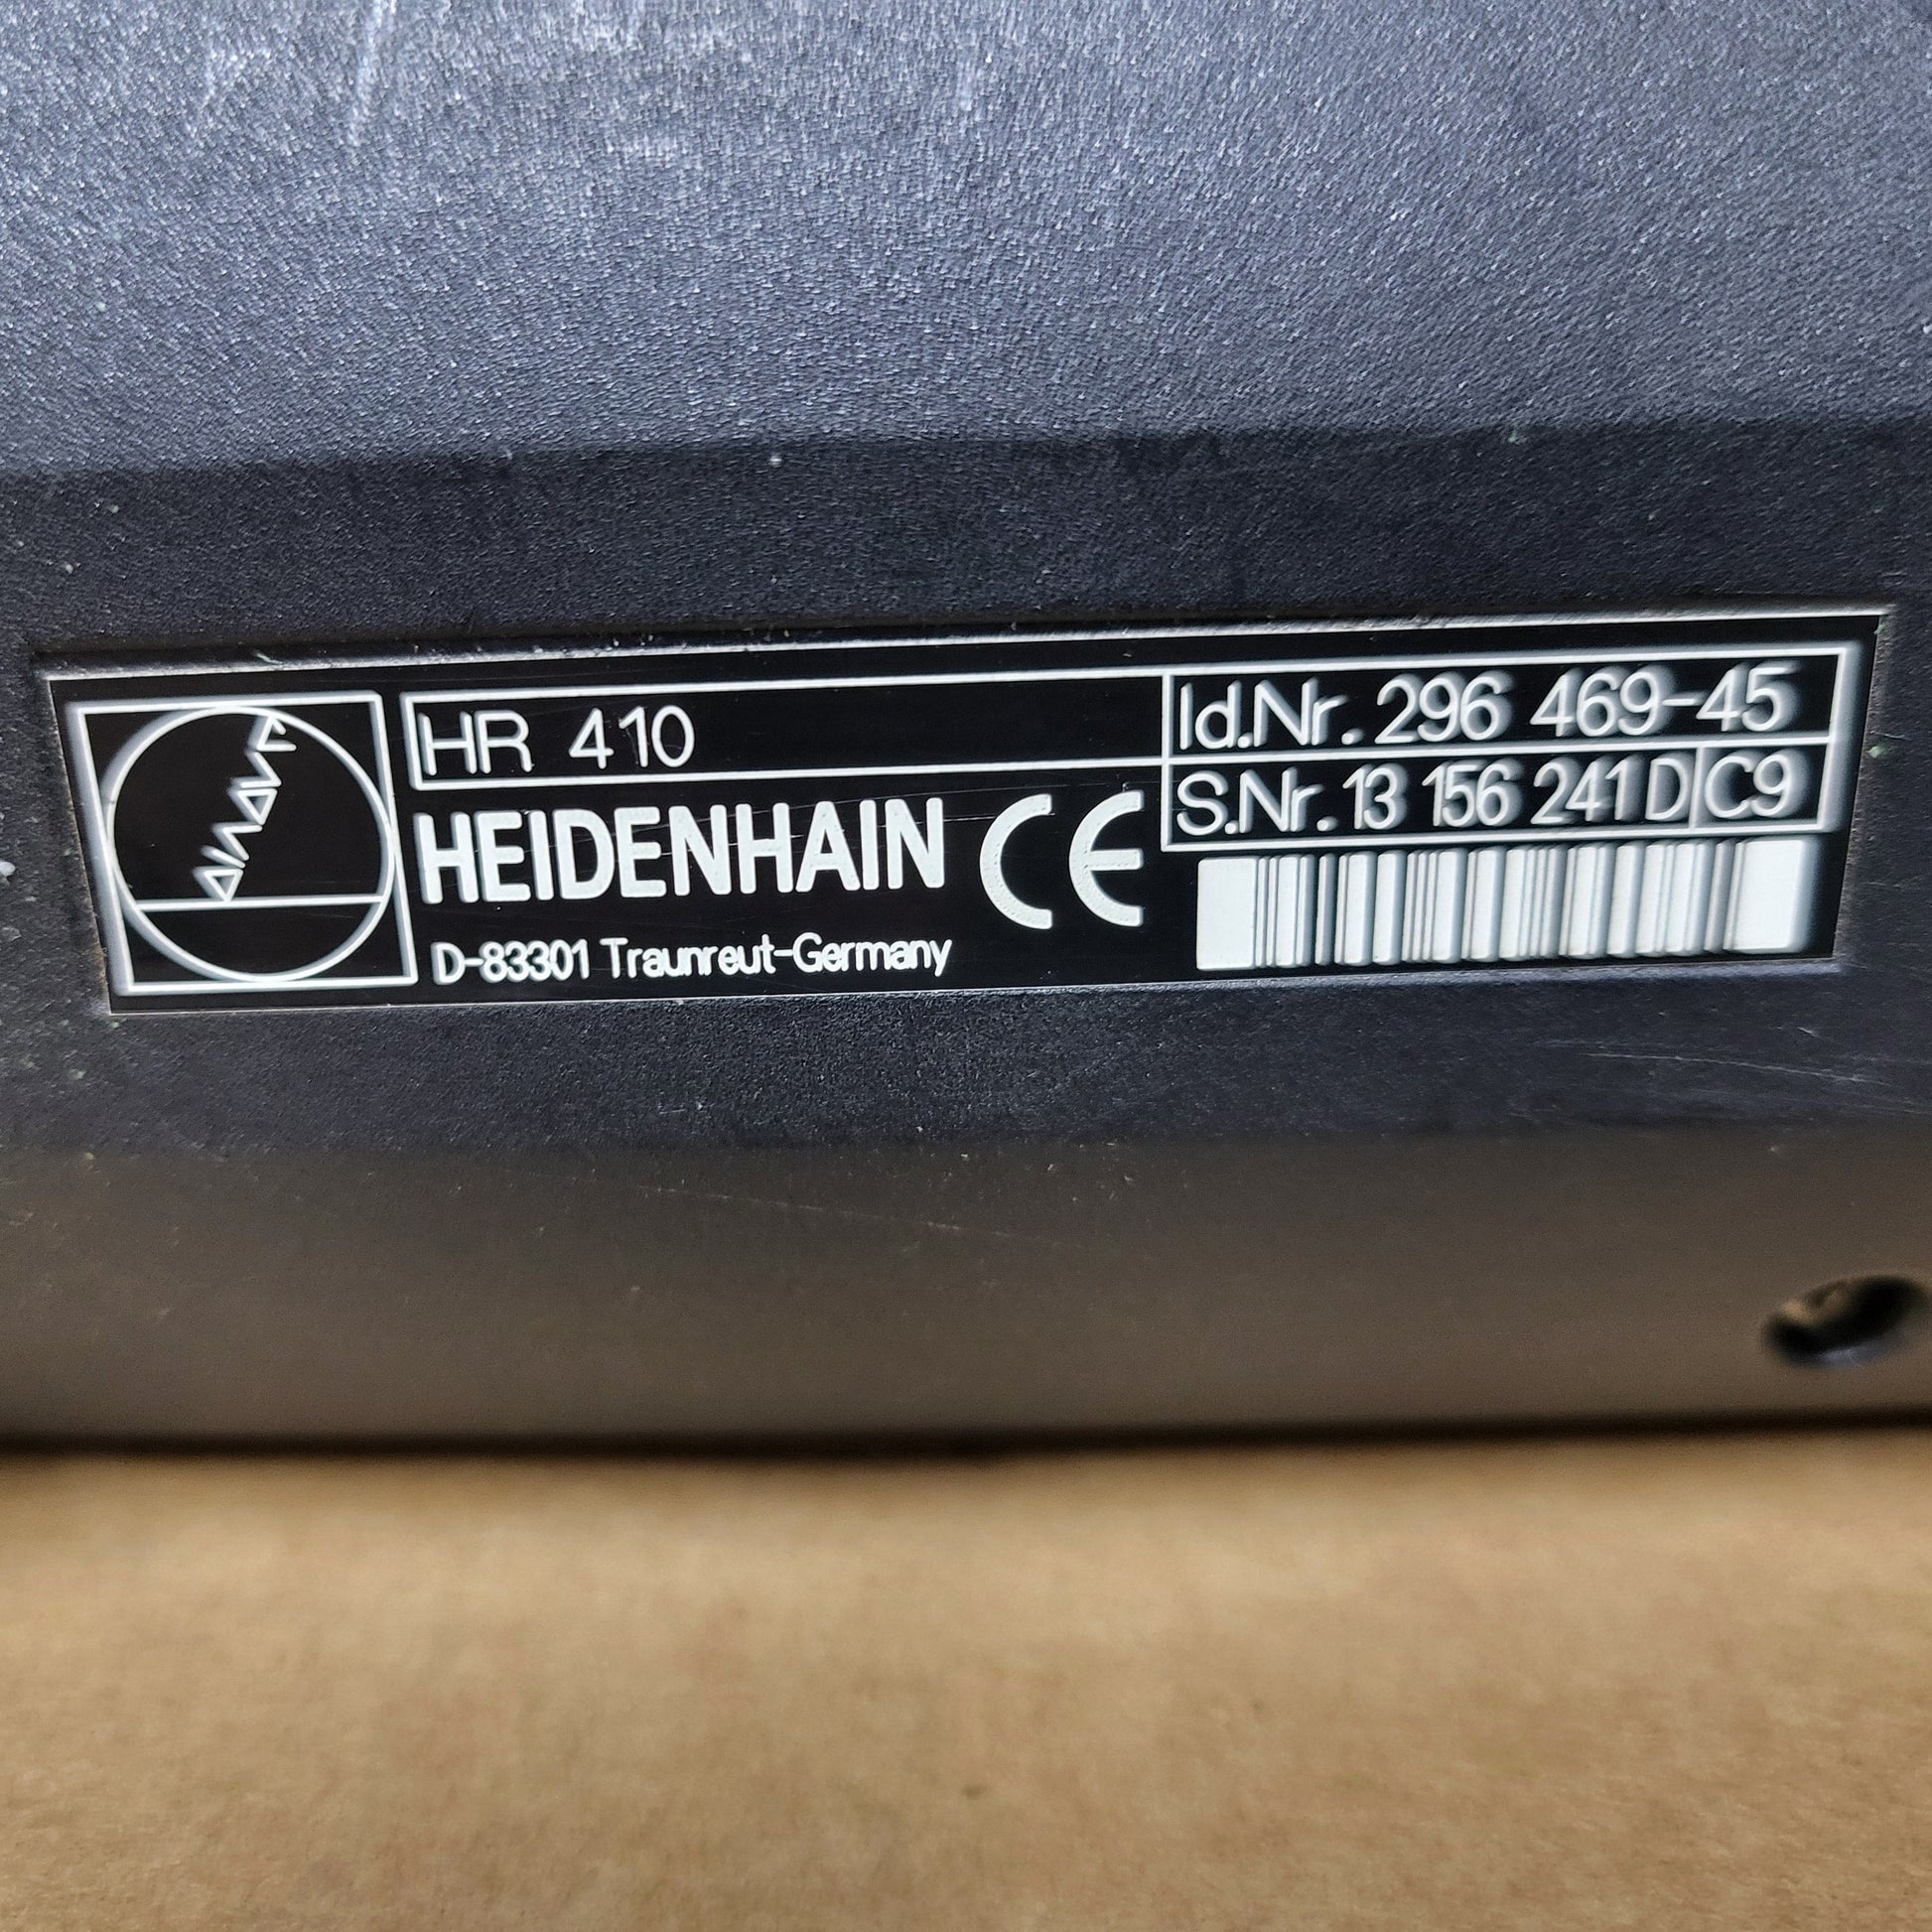 HR 410
Id.Nr. 296 469-45
S.Nr. 13 156 241 D C9
HEIDENHAIN CE
D-83301 Traunreut-Germany